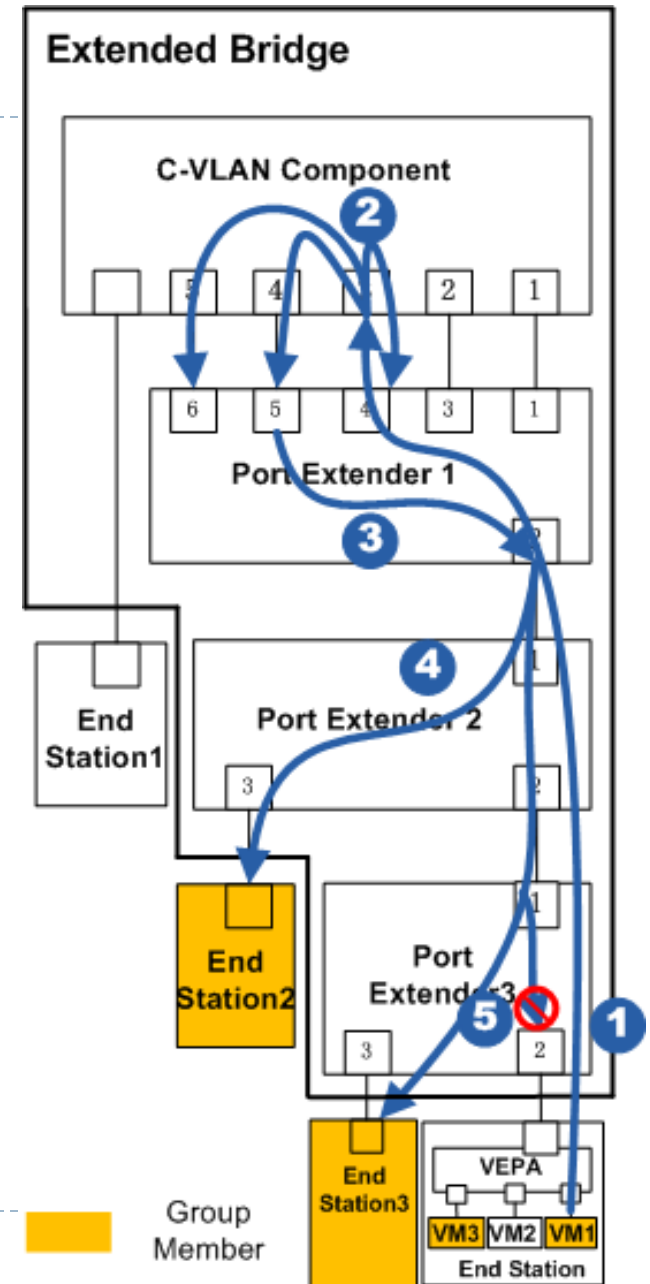 Extended Bridge
C-VLAN Component
2
5 4 2 1
6 5 4 3 1
Port Extender 1
3
2
4
1
Port Extender 2
3 2
End
Station1
1
End
Station2
Port
Extender3
5
1
3 2
End
Station3
VEPA
VM3 VM2 VM1
End Station
Group
Member